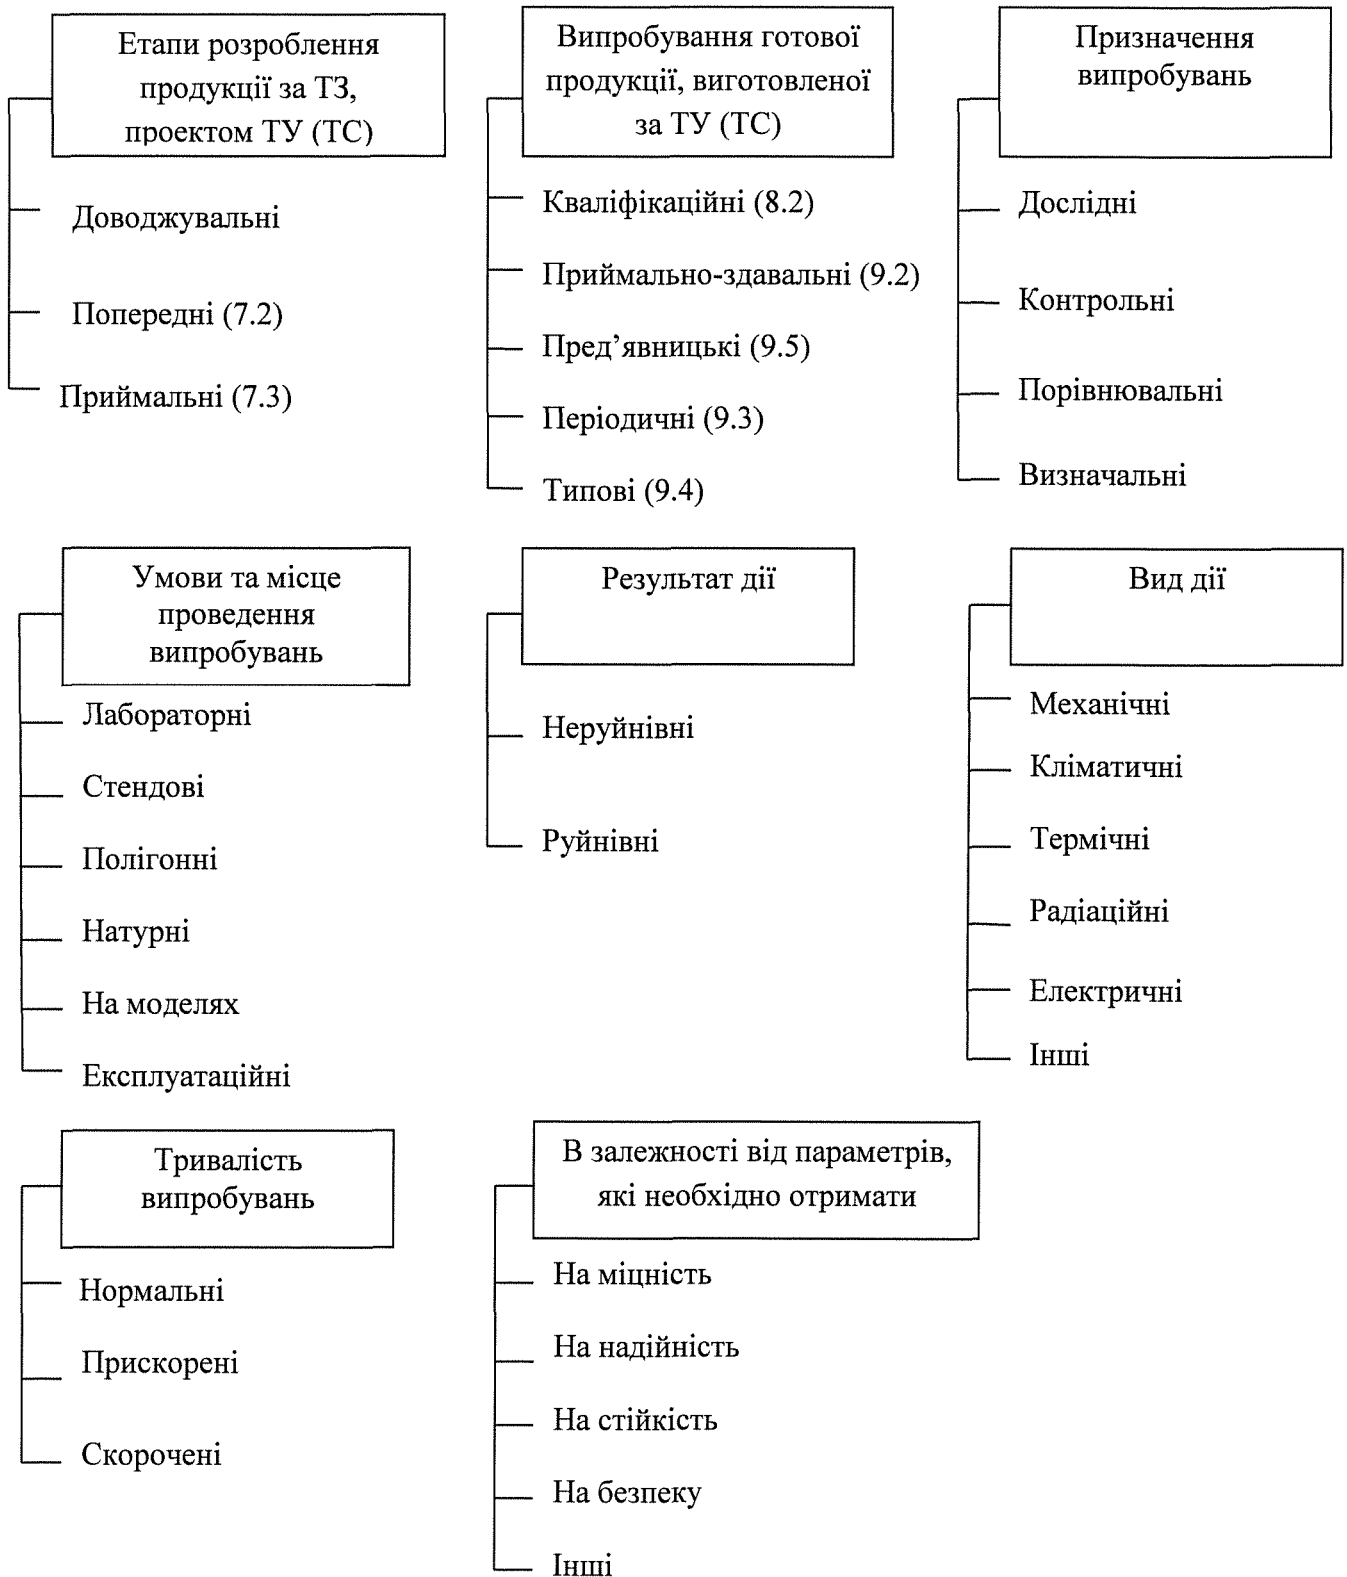 Етапи розроблення
продукції за ТЗ,
проектом ТУ (ТС)
Доводжувальні
Попередні (7.2)
Приймальні (7.3)
Випробування готової
продукції, виготовленої
за ТУ (ТС)
Кваліфікаційні (8.2)
Приймально-здавальні (9.2)
Пред’явницькі (9.5)
Періодичні (9.3)
Типові (9.4)
Призначення
випробувань
Дослідні
Контрольні
Порівнювальні
Визначальні
Умови та місце
проведення
випробувань
Лабораторні
Стендові
Полігонні
Натурні
На моделях
Експлуатаційні
Результат дії
Неруйнівні
Руйнівні
Вид дії
Механічні
Кліматичні
Термічні
Радіаційні
Електричні
Інші
Тривалість
випробувань
Нормальні
Прискорені
Скорочені
В залежності від параметрів,
які необхідно отримати
На міцність
На надійність
На стійкість
На безпеку
Інші